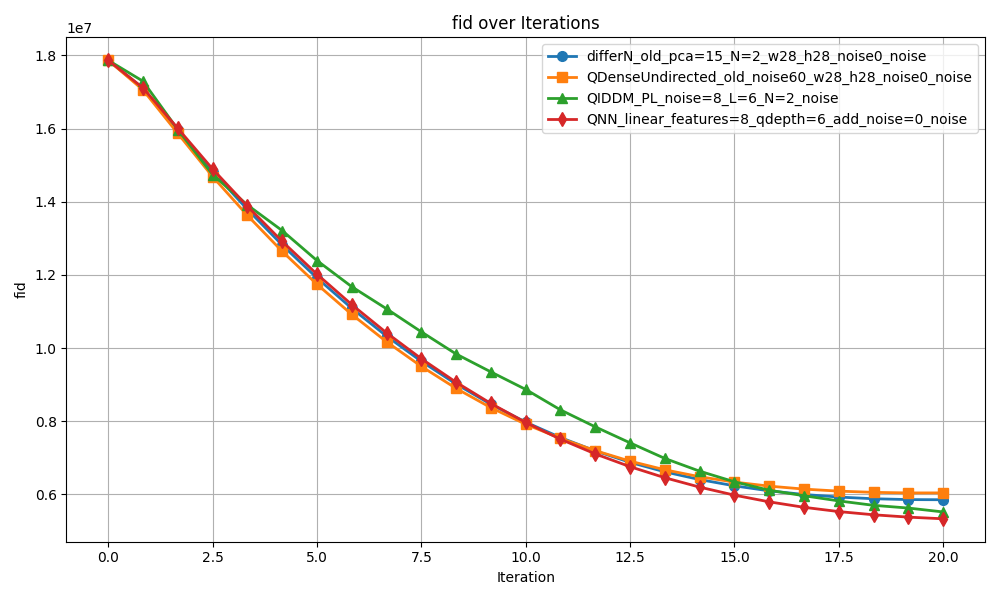 fid over Iterations
1e7
differN_old_pca=15_N=2_w28_h28_noise0_noise
QDenseUndirected_old_noise60_w28_h28_noise0_noise
QIDDM_PL_noise=8_L=6_N=2_noise
QNN_linear_features=8_qdepth=6_add_noise=0_noise
fid
1.8
1.6
1.4
1.2
1.0
0.8
0.6
0.0 2.5 5.0 7.5 10.0 12.5 15.0 17.5 20.0
Iteration